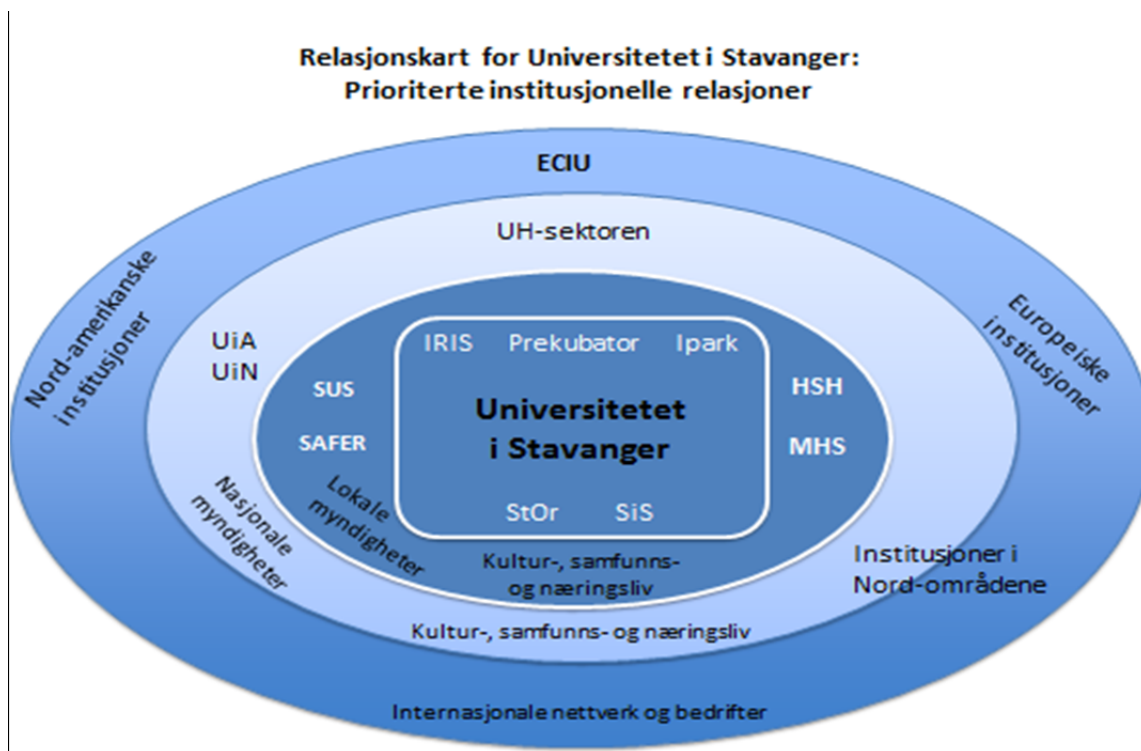 Relasjonskart for Universitetet i Stavanger:
Prioriterte institusjonelle relasjoner
ECIU
UH-sektoren
Nord-amerikanske
institusjoner
Europeiske
institusjoner
UiA
UiN
IRIS Prekubator Ipark
SUS
SAFER
Universitetet
i Stavanger
HSH
MHS
StOr SiS
Lokale
myndigheter
Nasjonale
myndigheter
Kultur-, samfunns-
og næringsliv
Institusjoner i
Nord-områdene
Kultur-, samfunns- og næringsliv
Internasjonale nettverk og bedrifter